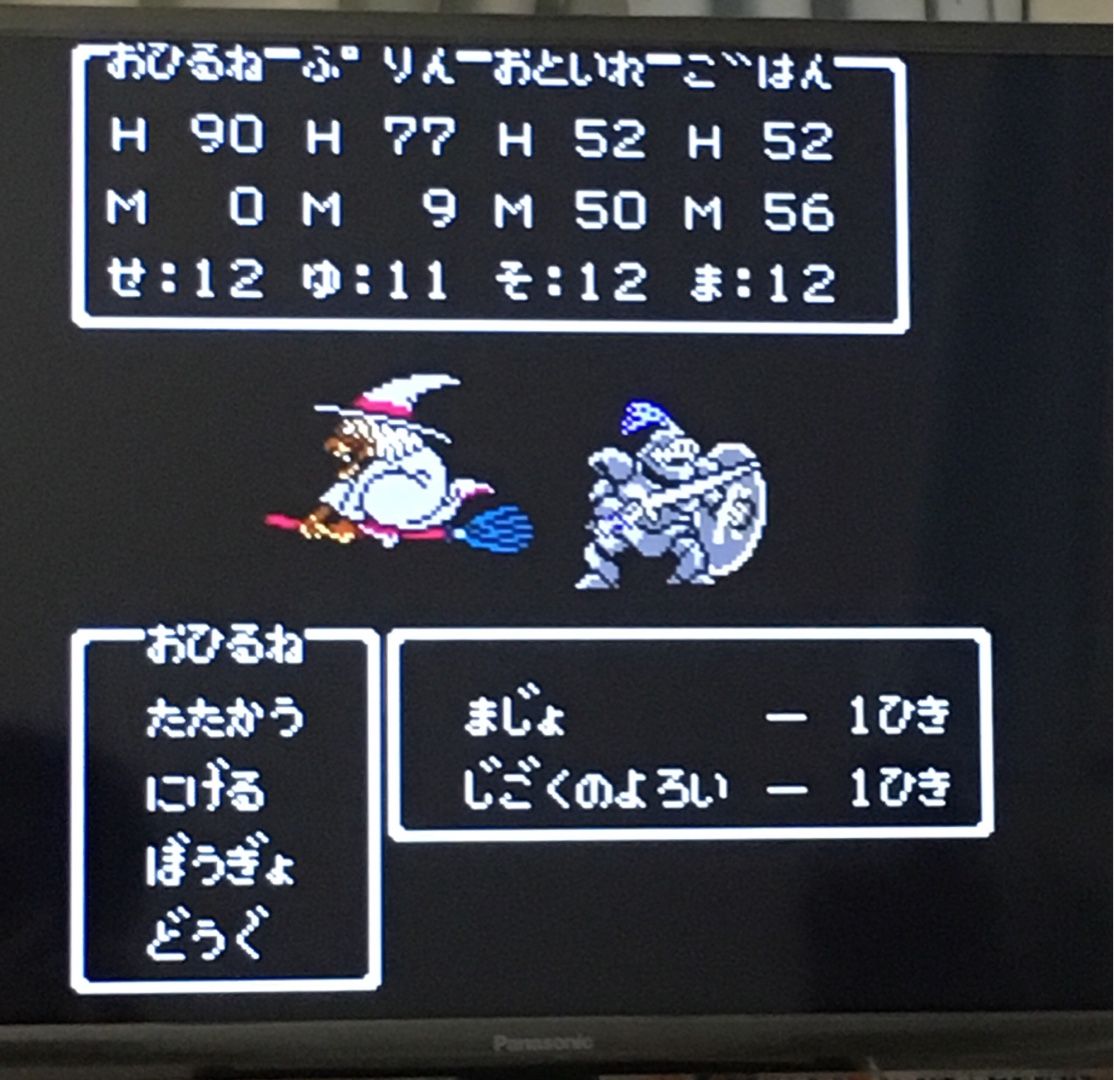 おひるね ぷりん おといれ ごはん
H 90 H 77 H 52 H 52
M 0 M 9 M 50 M 56
せ:12 ゆ:11 そ:12 ま:12
おひるね
たたかう
にげる
ぼうぎょ
どうぐ
まじょ ー 1ひき
じごくのよろい ー 1ひき
Panasonic